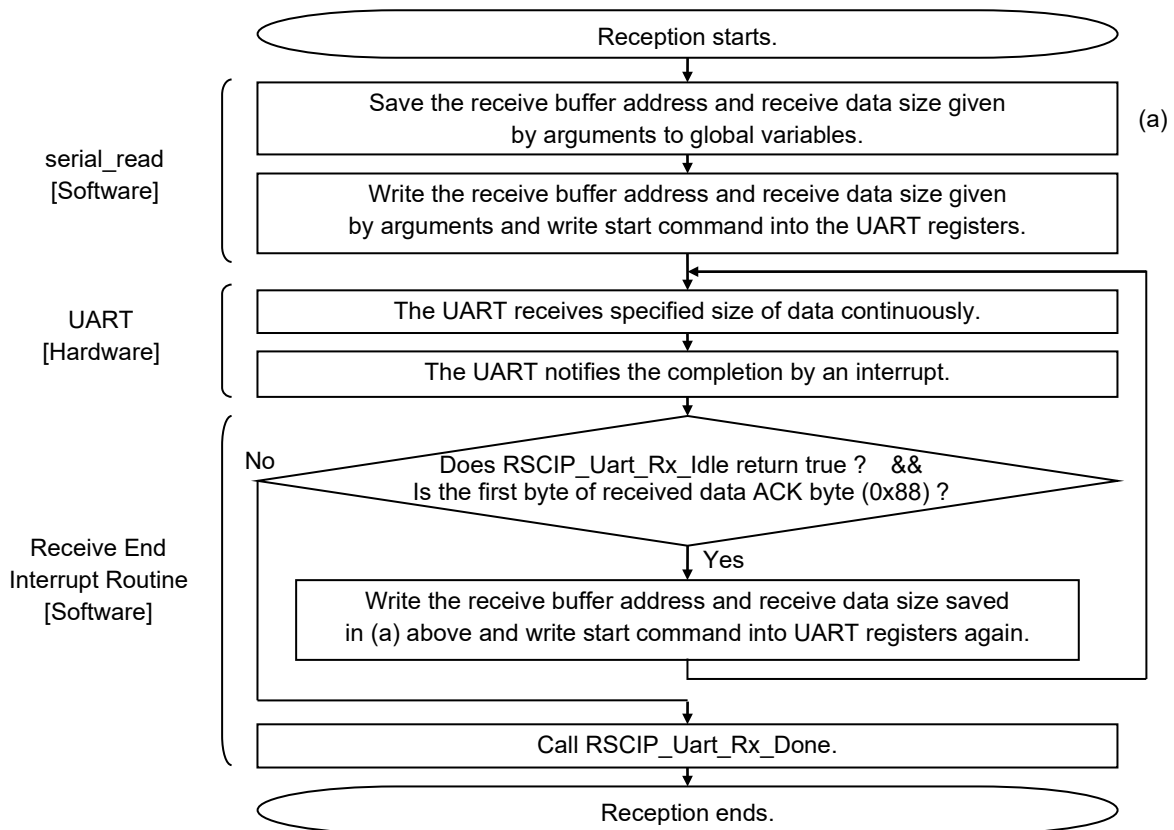 Reception starts.
Save the receive buffer address and receive data size given
by arguments to global variables.
(a)
serial_read
[Software]
Write the receive buffer address and receive data size given
by arguments and write start command into the UART registers.
UART
[Hardware]
The UART receives specified size of data continuously.
The UART notifies the completion by an interrupt.
No
Does RSCIP_Uart_Rx_Idle return true ? &&
Is the first byte of received data ACK byte (0x88) ?
Yes
Receive End
Interrupt Routine
[Software]
Write the receive buffer address and receive data size saved
in (a) above and write start command into UART registers again.
Call RSCIP_Uart_Rx_Done.
Reception ends.